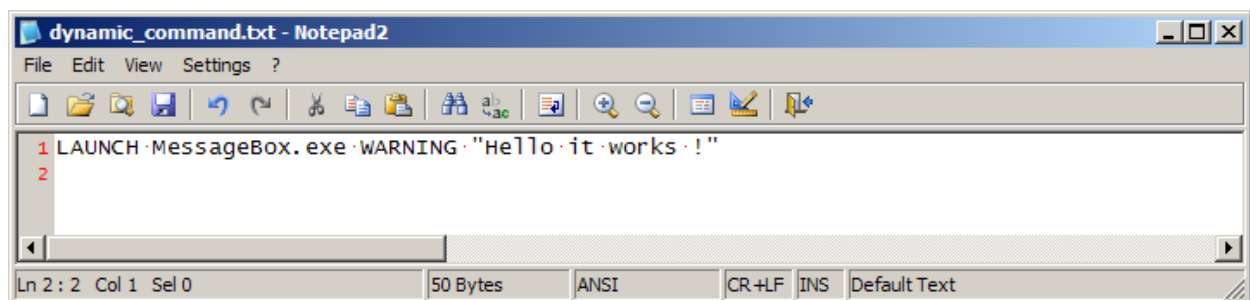 dynamic_command.txt - Notepad2
File Edit View Settings ?
1 LAUNCH·MessageBox.exe·WARNING·"Hello·it·works·!"
2
Ln 2 : 2 Col 1 Sel 0 50 Bytes ANSI CR+LF INS Default Text